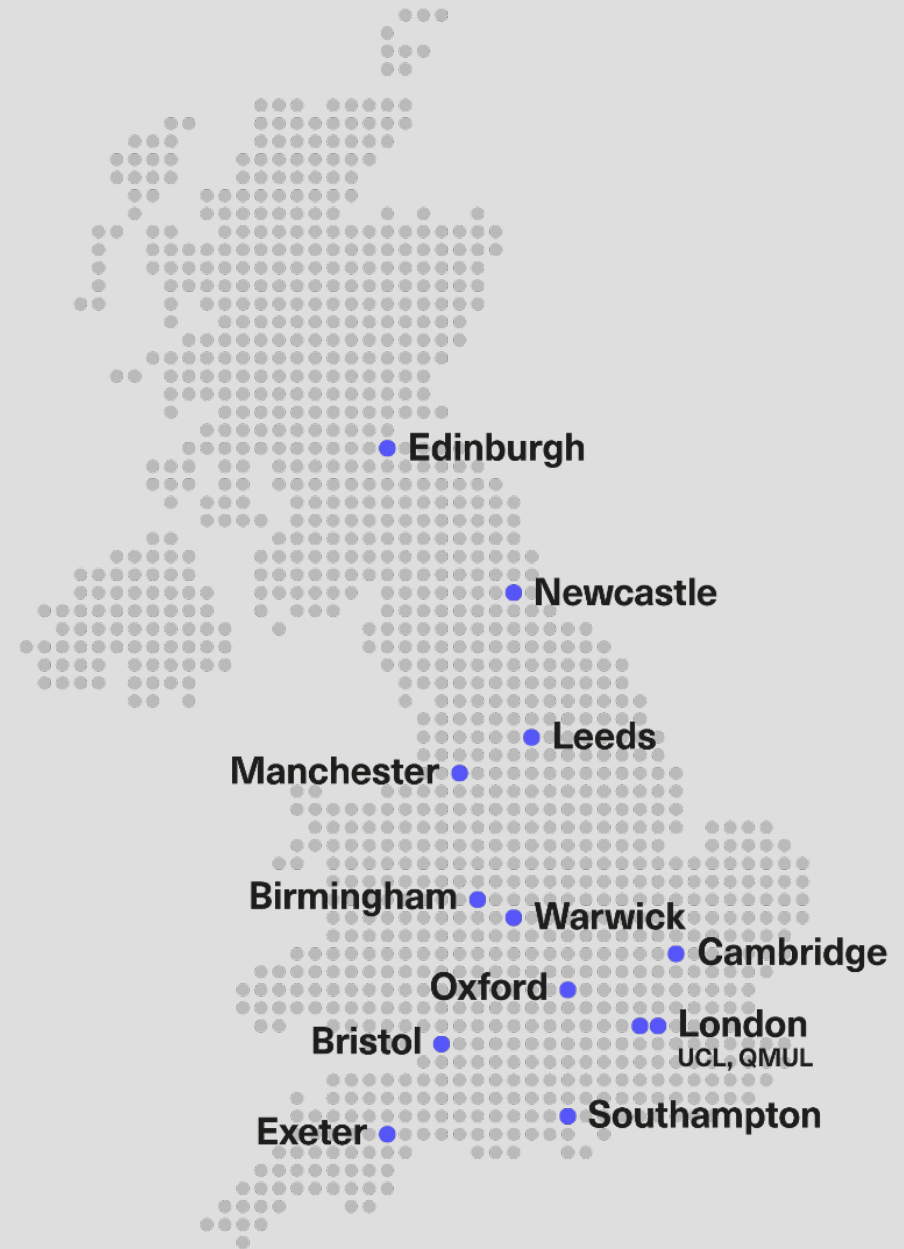 Edinburgh
Newcastle
Leeds
Manchester
Birmingham
Warwick
Cambridge
Oxford
London
UCL, QMUL
Bristol
Southampton
Exeter